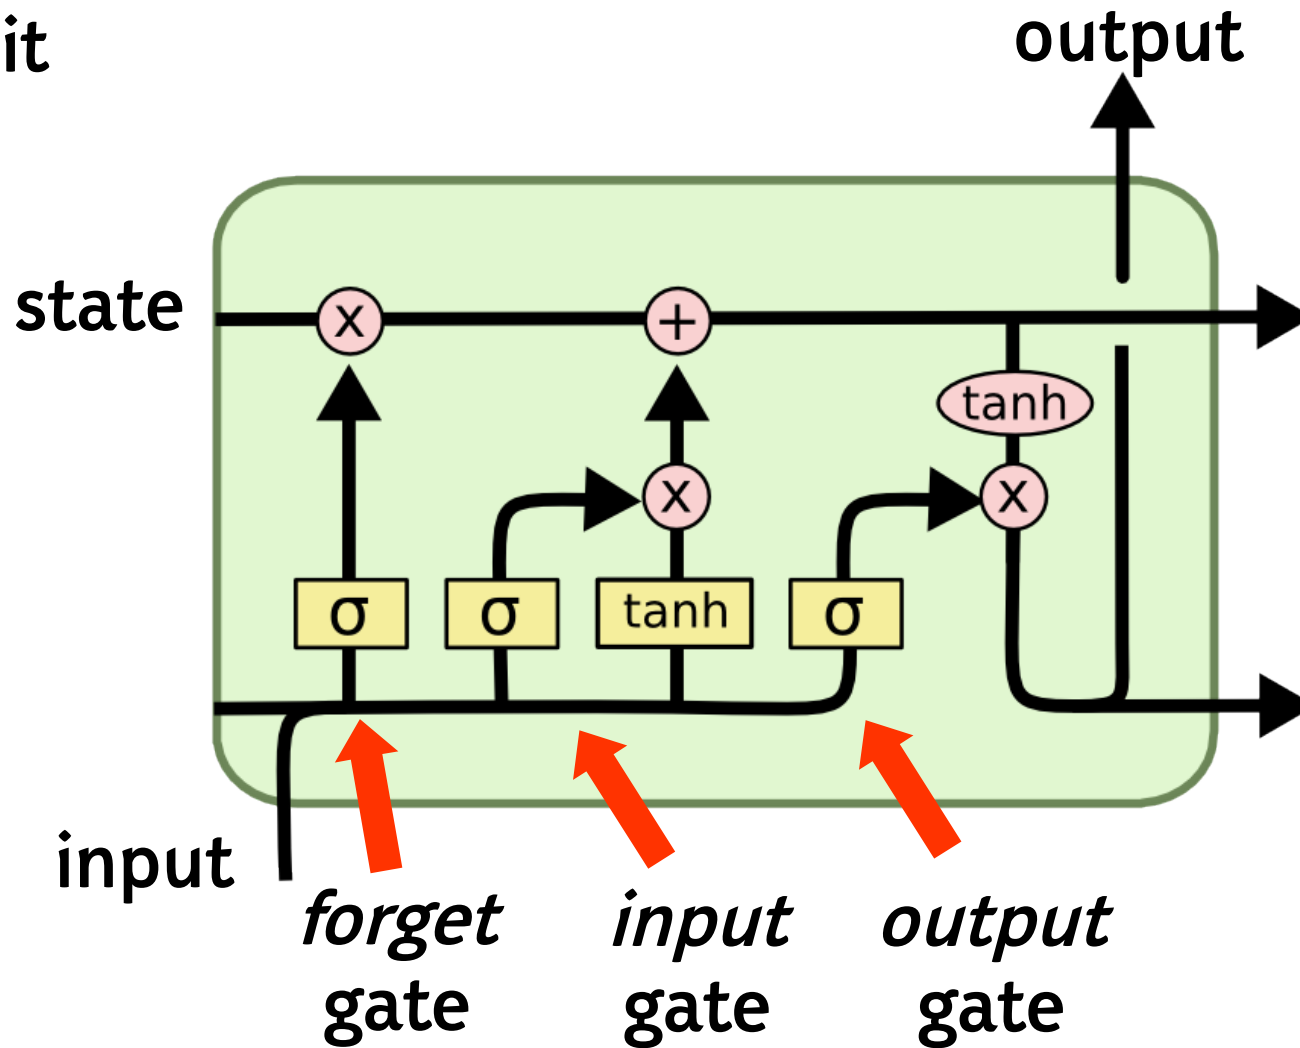 it
output
state
x
+
tanh
x
x
σ
σ
tanh
σ
input
forget
gate
input
gate
output
gate